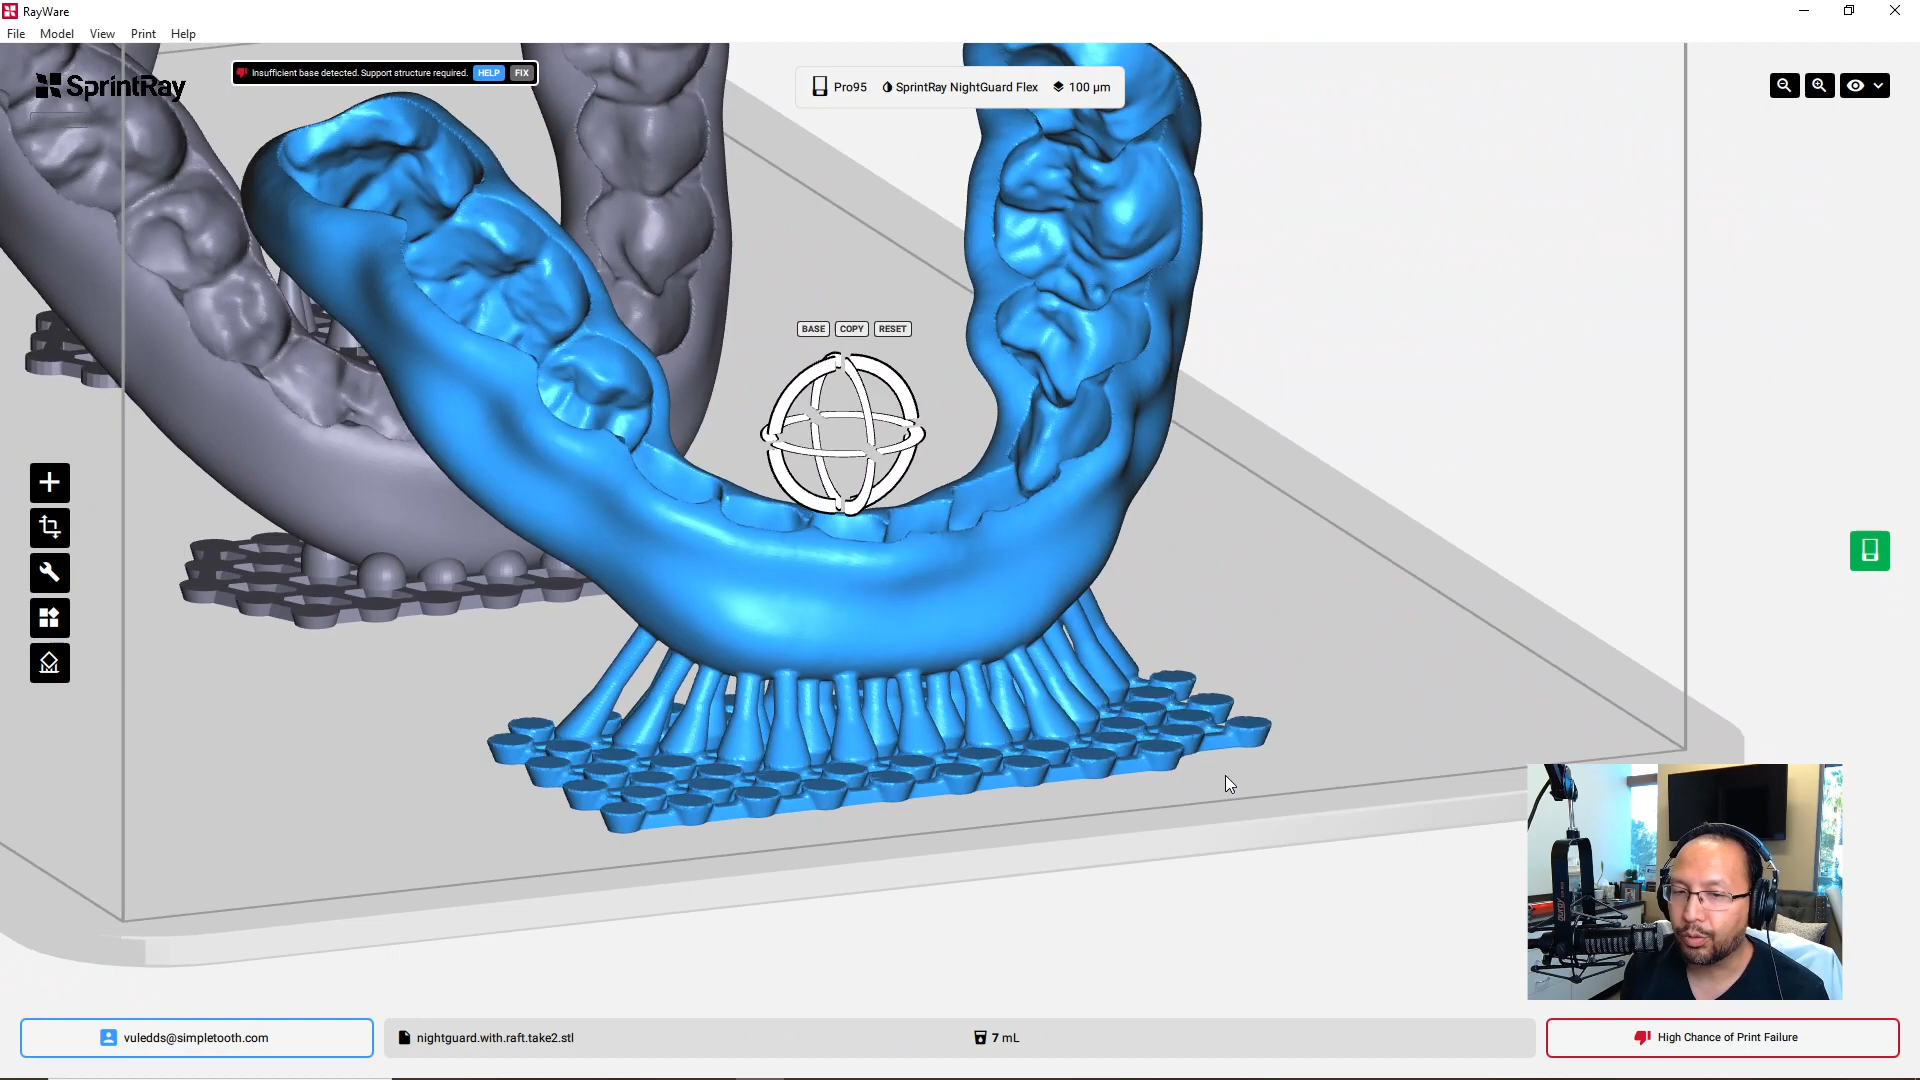 RayWare
File Model View Print Help
SprintRay
Insufficient base detected. Support structure required. HELP FIX
Pro95 SprintRay NightGuard Flex 100 µm
BASE COPY RESET
vuledds@simpletooth.com
nightguard.with.raft.take2.stl
7 mL
High Chance of Print Failure